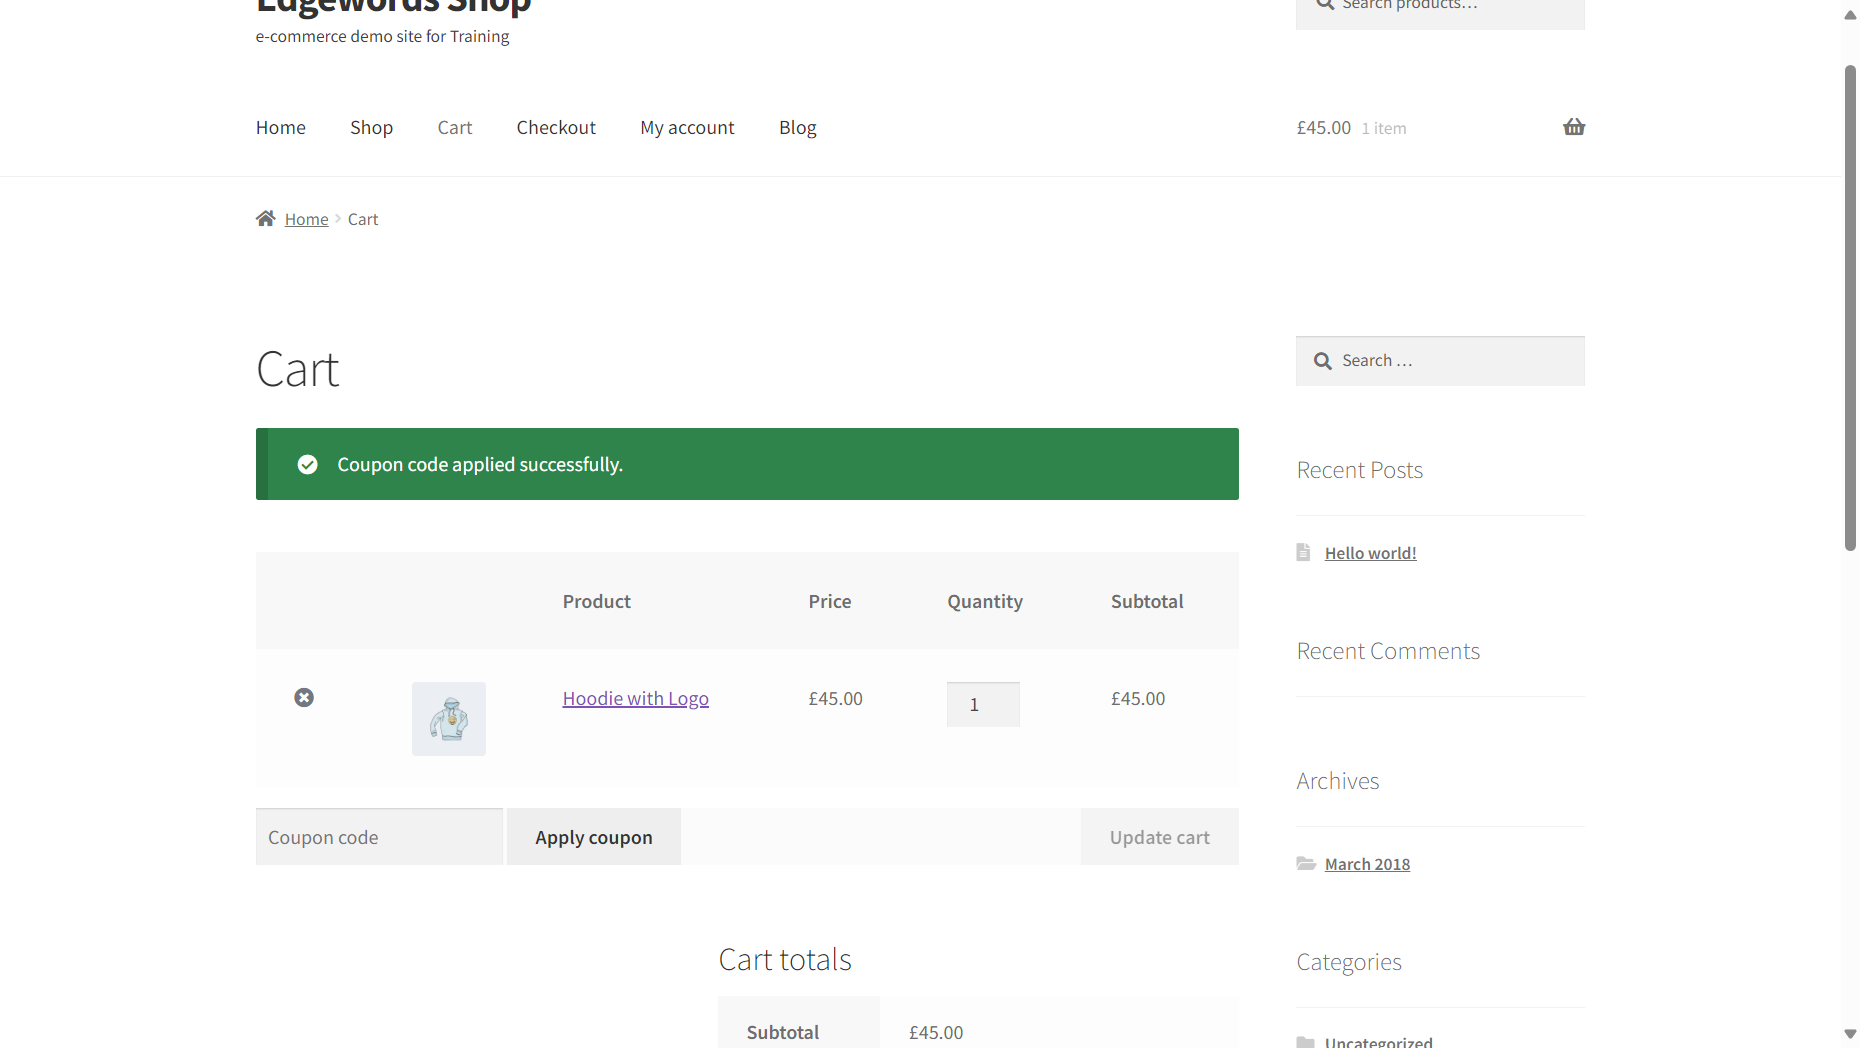 Edgewords Shop
e-commerce demo site for Training
Search products…
Home Shop Cart Checkout My account Blog
£45.00 1 item
Home Cart
Cart
Search …
Coupon code applied successfully.
Product Price Quantity Subtotal
Hoodie with Logo £45.00 1 £45.00
Coupon code Apply coupon Update cart
Cart totals
Subtotal £45.00
Recent Posts
Hello world!
Recent Comments
Archives
March 2018
Categories
Uncategorized